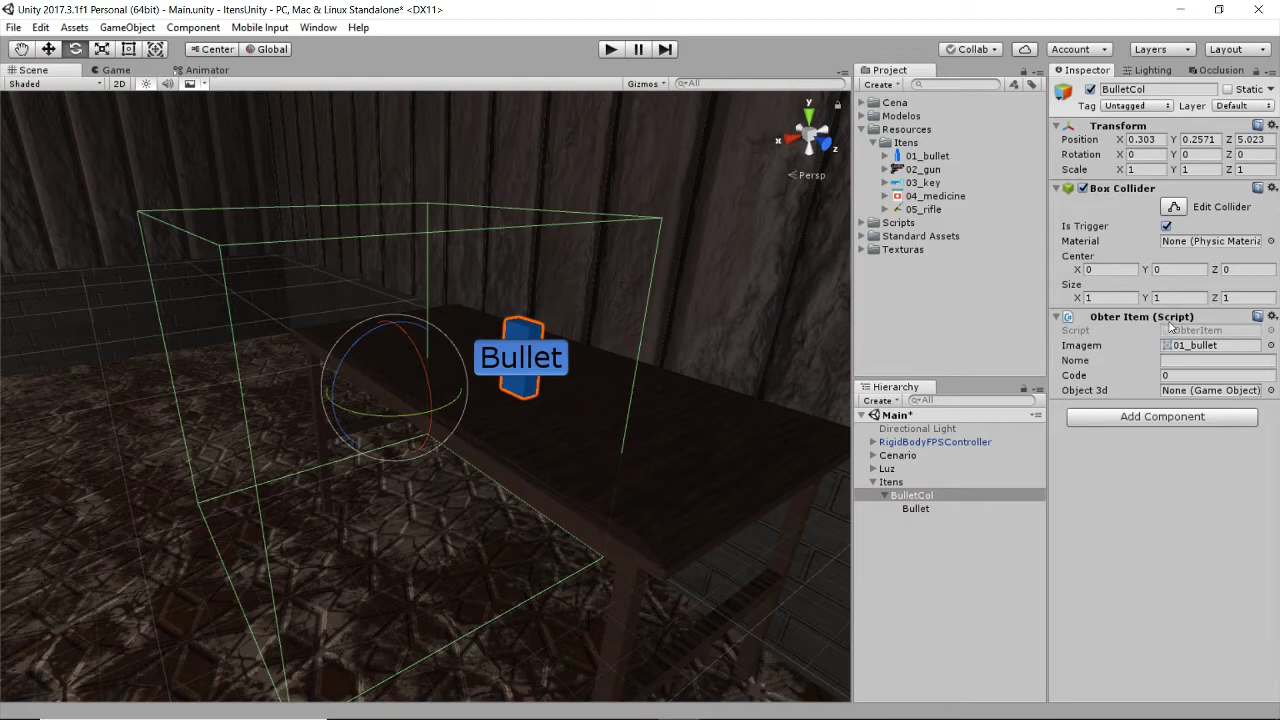 Unity 2017.3.1f1 Personal (64bit) - Main.unity - ItensUnity - PC, Mac & Linux Standalone* <DX11>
File Edit Assets GameObject Component Mobile Input Window Help
Center Global Collab Account Layers Layout
Scene Game Animator
Shaded 2D Gizmos All
y
x
z
Persp
Bullet
Project
Create
Cena
Modelos
Resources
Itens
01_bullet
02_gun
03_key
04_medicine
05_rifle
Scripts
Standard Assets
Texturas
Hierarchy
Create All
Main*
Directional Light
RigidBodyFPSController
Cenario
Luz
Itens
BulletCol
Bullet
Inspector Lighting Occlusion
BulletCol Static
Tag Untagged Layer Default
Transform
Position X 0.303 Y 0.2571 Z 5.023
Rotation X 0 Y 0 Z 0
Scale X 1 Y 1 Z 1
Box Collider
Edit Collider
Is Trigger
Material None (Physic Materia
Center
X 0 Y 0 Z 0
Size
X 1 Y 1 Z 1
Obter Item (Script)
Script ObterItem
Imagem 01_bullet
Nome
Code 0
Object 3d None (Game Object)
Add Component